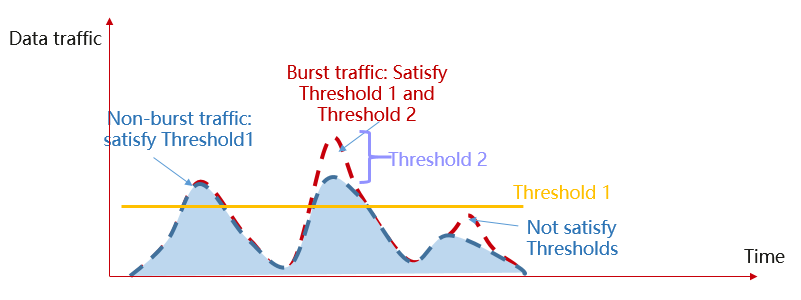 Data traffic
Burst traffic: Satisfy
Threshold 1 and
Threshold 2
Non-burst traffic:
satisfy Threshold1
Threshold 2
Threshold 1
Not satisfy
Thresholds
Time